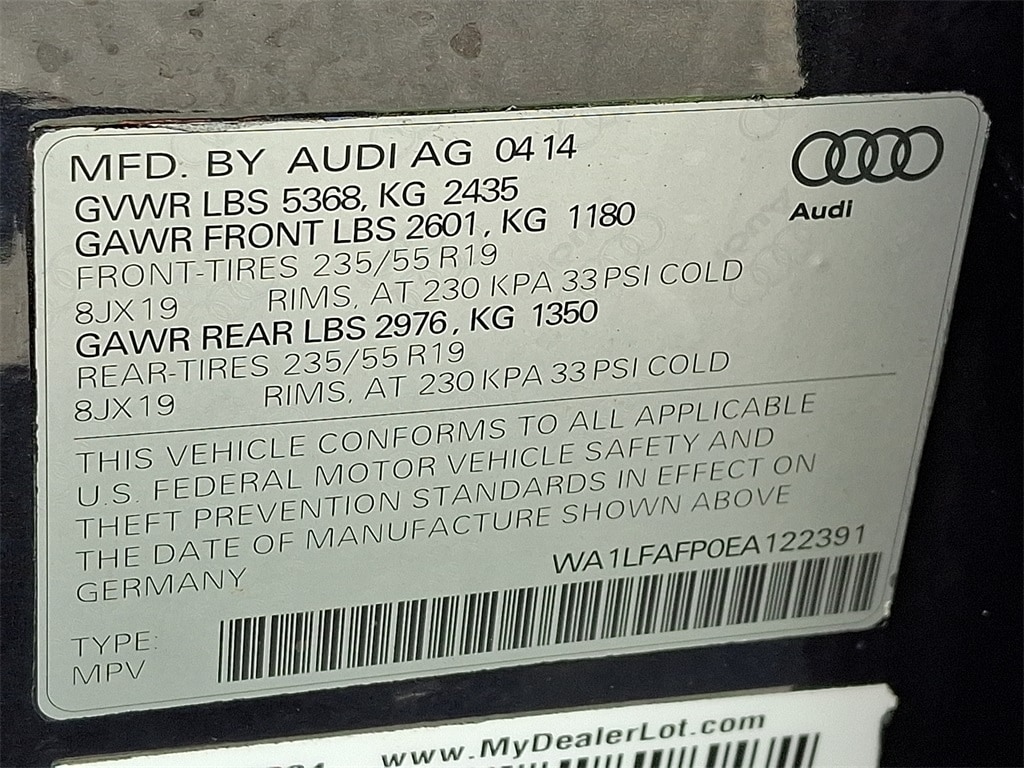 MFD. BY AUDI AG 0414
GVWR LBS 5368, KG 2435
GAWR FRONT LBS 2601, KG 1180
FRONT-TIRES 235/55 R19
8JX19 RIMS, AT 230 KPA 33 PSI COLD
GAWR REAR LBS 2976, KG 1350
REAR-TIRES 235/55 R19
8JX19 RIMS, AT 230 KPA 33 PSI COLD
Audi
THIS VEHICLE CONFORMS TO ALL APPLICABLE
U.S. FEDERAL MOTOR VEHICLE SAFETY AND
THEFT PREVENTION STANDARDS IN EFFECT ON
THE DATE OF MANUFACTURE SHOWN ABOVE
GERMANY
WA1LFAFP0EA122391
TYPE:
MPV
www.MyDealerLot.com